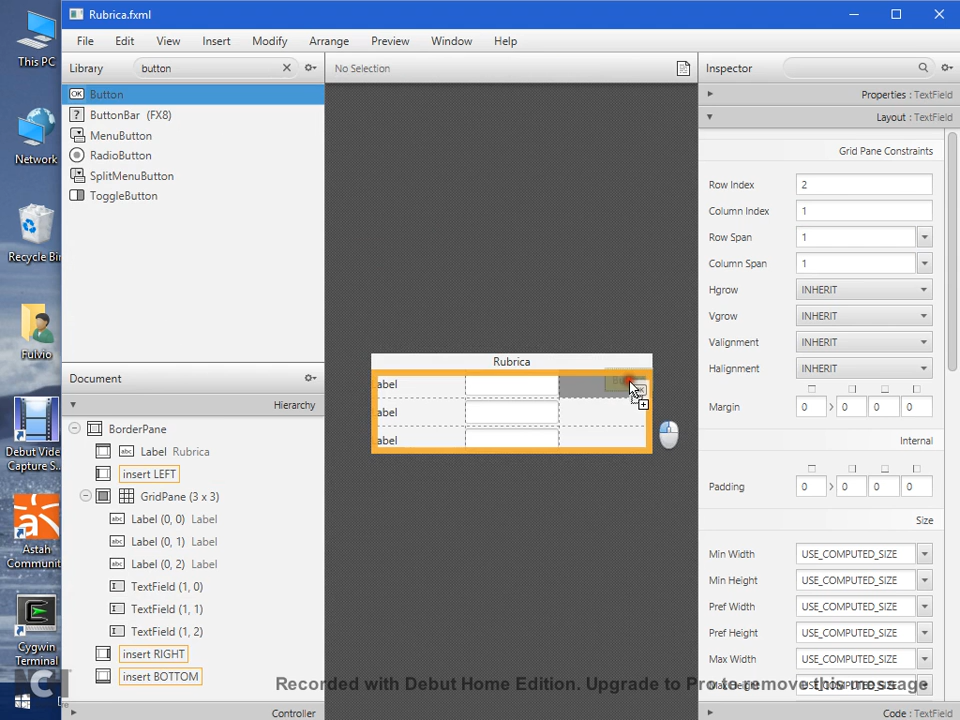 This PC
Network
Recycle Bin
Fulvio
Debut Video
Capture S...
Astah
Communit
Cygwin
Terminal
Rubrica.fxml
File Edit View Insert Modify Arrange Preview Window Help
Library button
Button
ButtonBar (FX8)
MenuButton
RadioButton
SplitMenuButton
ToggleButton
Document
Hierarchy
BorderPane
Label Rubrica
insert LEFT
GridPane (3 x 3)
Label (0, 0) Label
Label (0, 1) Label
Label (0, 2) Label
TextField (1, 0)
TextField (1, 1)
TextField (1, 2)
insert RIGHT
insert BOTTOM
Controller
No Selection
Rubrica
abel
abel
abel
Inspector
Properties : TextField
Layout : TextField
Grid Pane Constraints
Row Index 2
Column Index 1
Row Span 1
Column Span 1
Hgrow INHERIT
Vgrow INHERIT
Valignment INHERIT
Halignment INHERIT
Margin 0 0 0 0
Internal
Padding 0 0 0 0
Size
Min Width USE_COMPUTED_SIZE
Min Height USE_COMPUTED_SIZE
Pref Width USE_COMPUTED_SIZE
Pref Height USE_COMPUTED_SIZE
Max Width USE_COMPUTED_SIZE
Max Height USE_COMPUTED_SIZE
Code : TextField
Recorded with Debut Home Edition. Upgrade to Pro to remove this message